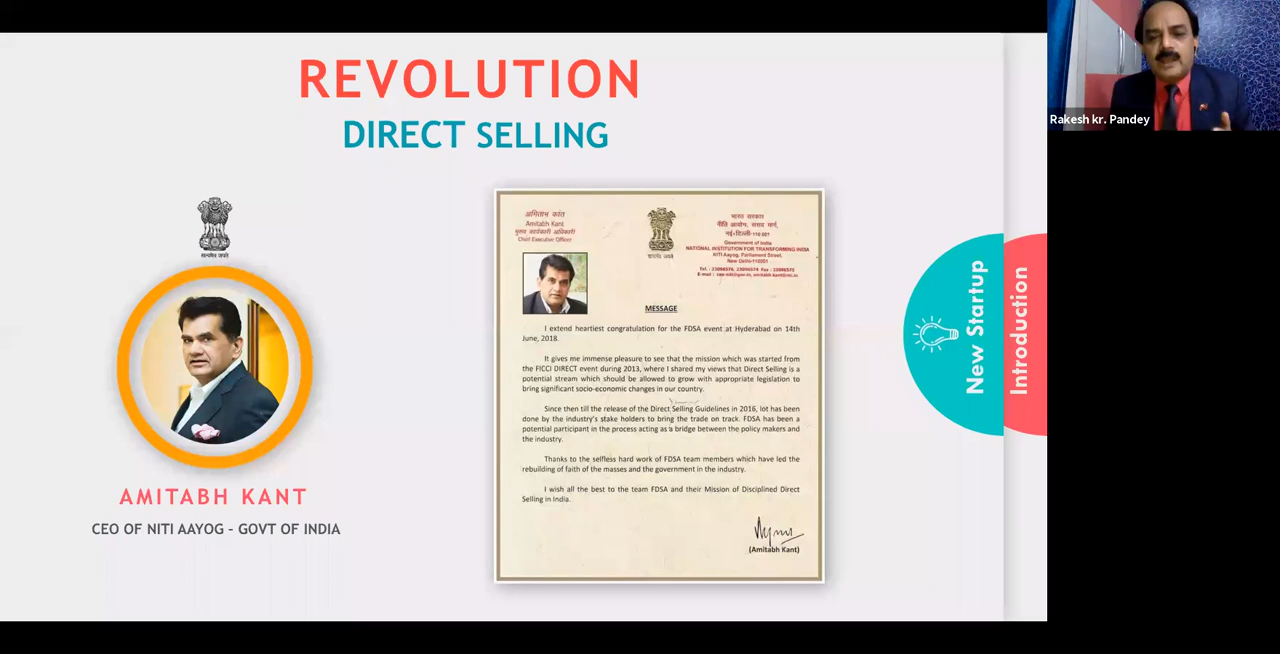 REVOLUTION
DIRECT SELLING
Rakesh kr. Pandey
सत्यमेव जयते
AMITABH KANT
CEO OF NITI AAYOG - GOVT OF INDIA
अमिताभ कांत
Amitabh Kant
मुख्य कार्यकारी अधिकारी
Chief Executive Officer
भारत सरकार
नीति आयोग, संसद मार्ग,
नई दिल्ली-110 001
Government of India
NATIONAL INSTITUTION FOR TRANSFORMING INDIA
NITI Aayog, Parliament Street,
New Delhi-110001
Tel. : 23096576, 23096574 Fax : 23096575
MESSAGE
I extend heartiest congratulation for the FDSA event at Hyderabad on 14th
June, 2018.
It gives me immense pleasure to see that the mission which was started from
the FICCI DIRECT event during 2013, where I shared my views that Direct Selling is a
potential stream which should be allowed to grow with appropriate legislation to
bring significant socio-economic changes in our country.
Since then till the release of the Direct Selling Guidelines in 2016, lot has been
done by the industry's stake holders to bring the trade on track. FDSA has been a
potential participant in the process acting as a bridge between the policy makers and
the industry.
Thanks to the selfless hard work of FDSA team members which have led the
rebuilding of faith of the masses and the government in the industry.
I wish all the best to the team FDSA and their Mission of Disciplined Direct
Selling in India.
(Amitabh Kant)
New Startup
Introduction